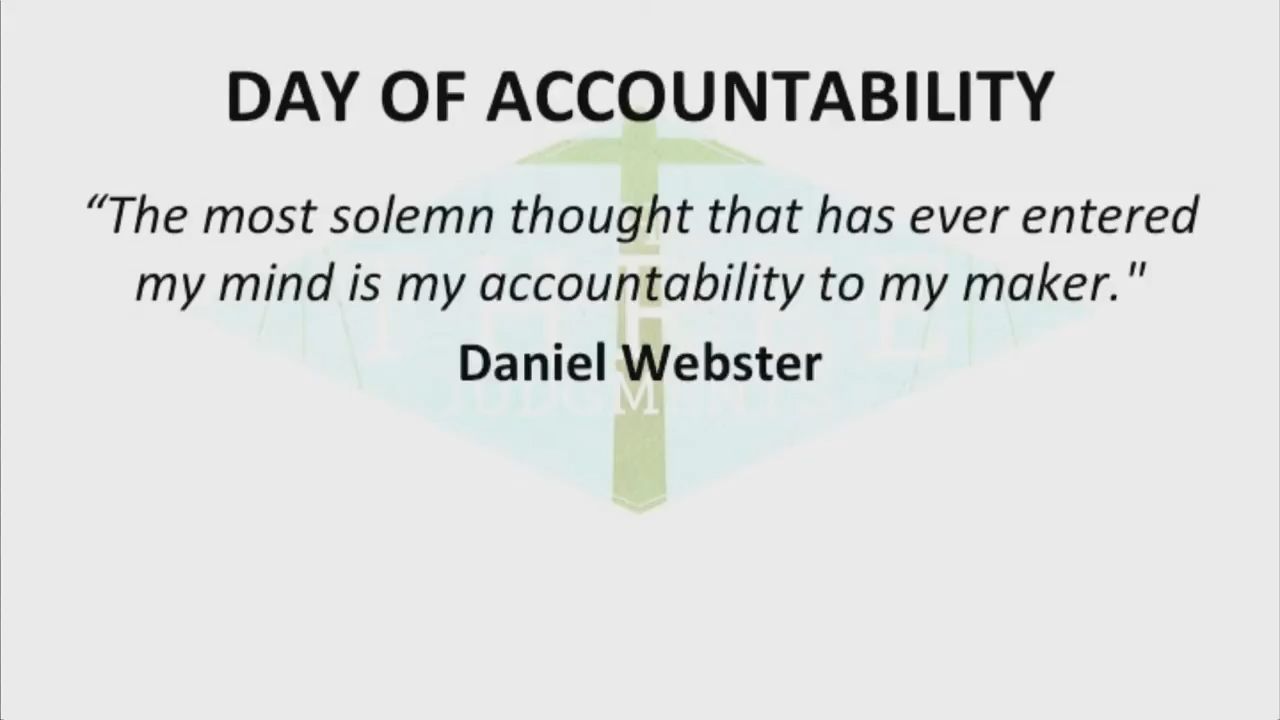 DAY OF ACCOUNTABILITY
“The most solemn thought that has ever entered
my mind is my accountability to my maker."
Daniel Webster
JUDGMENTS